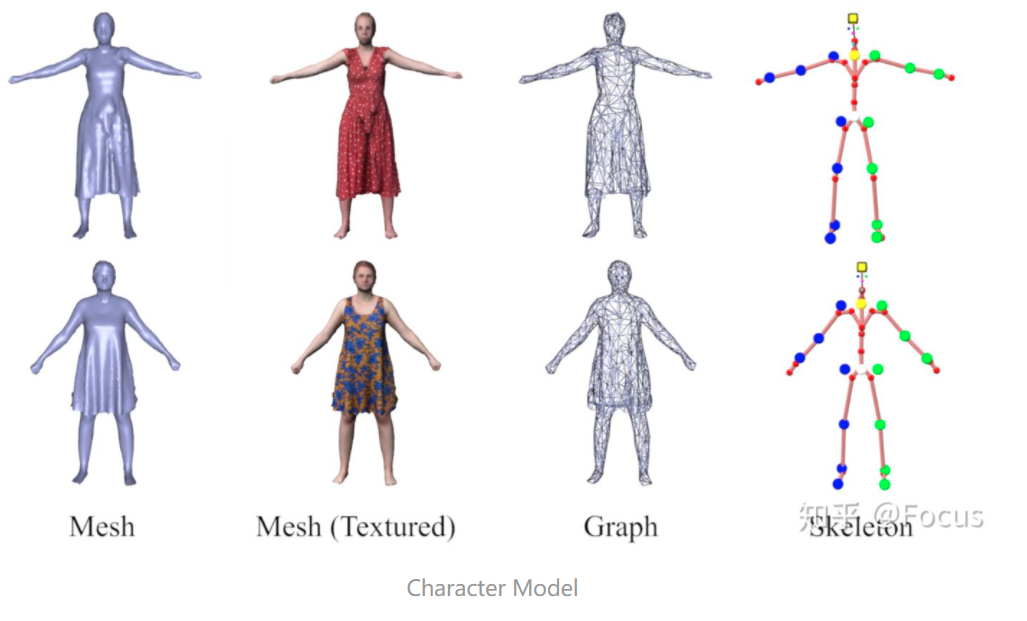 Mesh
Mesh (Textured)
Graph
Skeleton
知乎 @Focus
Character Model